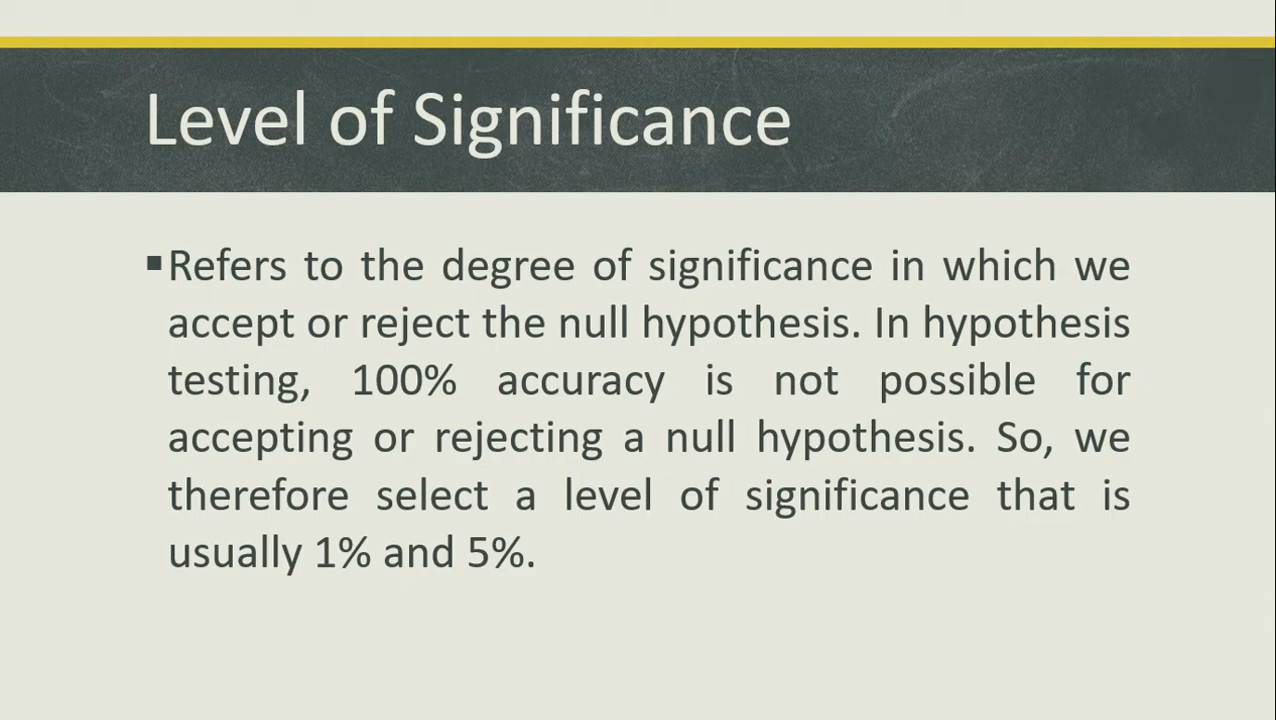 Level of Significance
▪Refers to the degree of significance in which we
accept or reject the null hypothesis. In hypothesis
testing, 100% accuracy is not possible for
accepting or rejecting a null hypothesis. So, we
therefore select a level of significance that is
usually 1% and 5%.